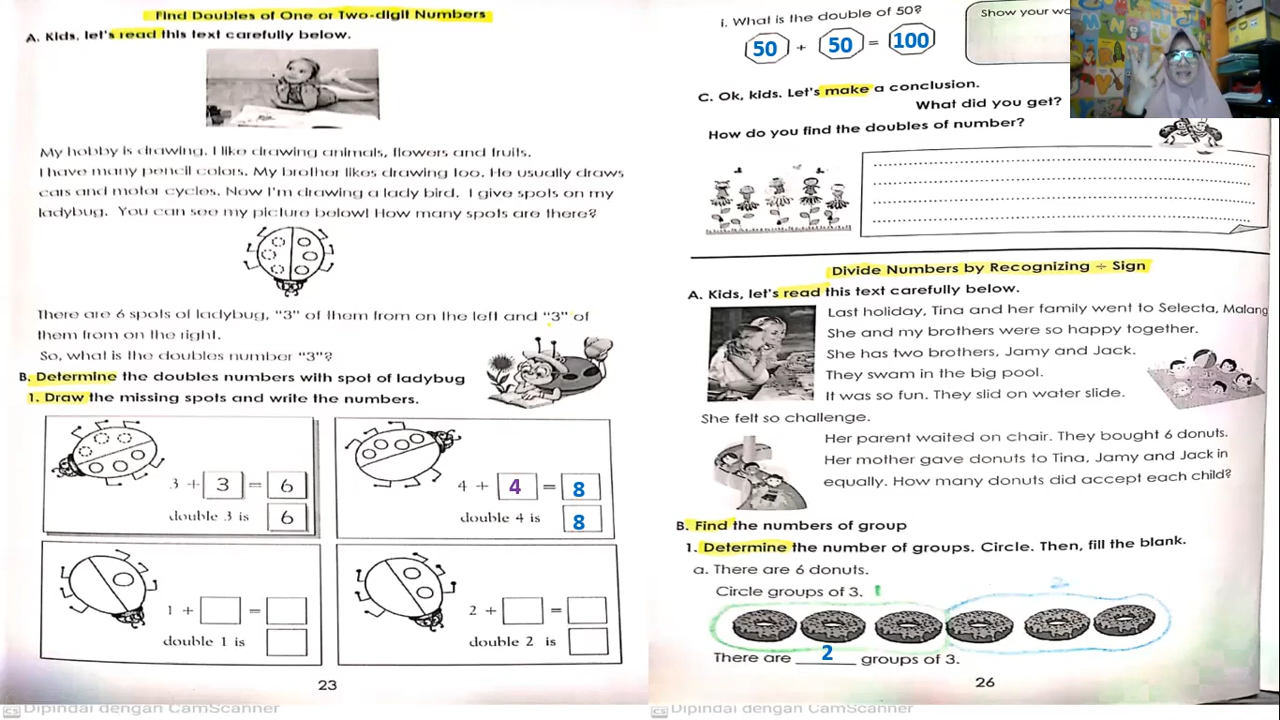 Find Doubles of One or Two-digit Numbers
A. Kids, let's read this text carefully below.
My hobby is drawing. I like drawing animals, flowers and fruits.
I have many pencil colors. My brother likes drawing too. He usually draws
cars and motor cycles. Now I'm drawing a lady bird. I give spots on my
ladybug. You can see my picture below! How many spots are there?
There are 6 spots of ladybug, "3" of them from on the left and "3" of
them from on the right.
So, what is the doubles number "3"?
B. Determine the doubles numbers with spot of ladybug
1. Draw the missing spots and write the numbers.
3 + 3 = 6
double 3 is 6
4 + 4 = 8
double 4 is 8
1 + =
double 1 is
2 + =
double 2 is
23
Dipindai dengan CamScanner
i. What is the double of 50?
50 + 50 = 100
Show your wo
C. Ok, kids. Let's make a conclusion.
What did you get?
How do you find the doubles of number?
Divide Numbers by Recognizing ÷ Sign
A. Kids, let's read this text carefully below.
Last holiday, Tina and her family went to Selecta, Malang
She and my brothers were so happy together.
She has two brothers, Jamy and Jack.
They swam in the big pool.
It was so fun. They slid on water slide.
She felt so challenge.
Her parent waited on chair. They bought 6 donuts.
Her mother gave donuts to Tina, Jamy and Jack in
equally. How many donuts did accept each child?
B. Find the numbers of group
1. Determine the number of groups. Circle. Then, fill the blank.
a. There are 6 donuts.
Circle groups of 3. 1 2
There are 2 groups of 3.
26
CS Dipindai dengan CamScanner